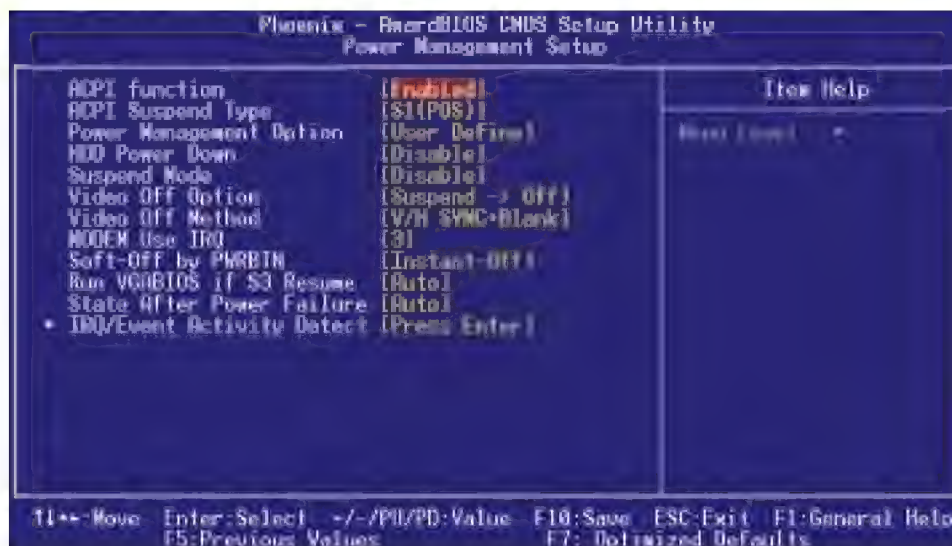 Phoenix - AwardBIOS CMOS Setup Utility
Power Management Setup
ACPI function [Enabled]
ACPI Suspend Type [S1(POS)]
Power Management Option [User Define]
HDD Power Down [Disable]
Suspend Mode [Disable]
Video Off Option [Suspend -> Off]
Video Off Method [V/H SYNC+Blank]
MODEM Use IRQ [3]
Soft-Off by PWRBTN [Instant-Off]
Run VGABIOS if S3 Resume [Auto]
State After Power Failure [Auto]
IRQ/Event Activity Detect [Press Enter]
Item Help
Menu Level
:Move Enter:Select +/-/PU/PD:Value F10:Save ESC:Exit F1:General Help
F5:Previous Values F7: Optimized Defaults